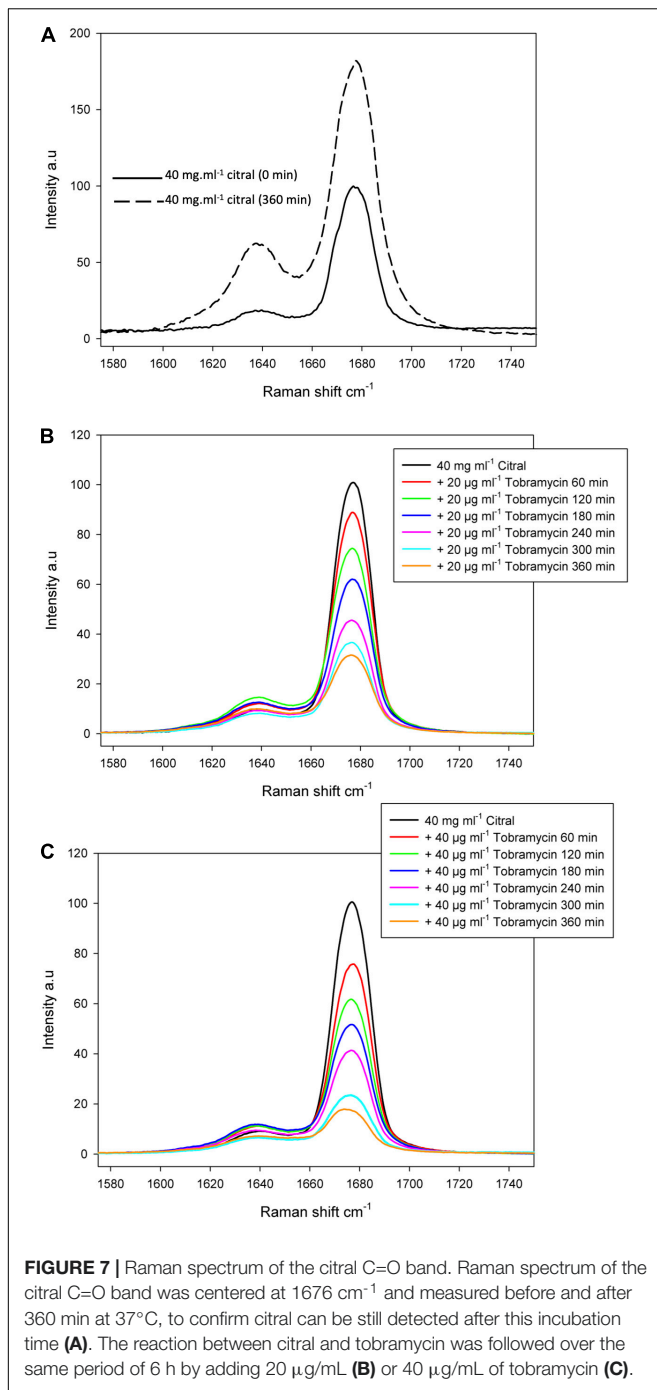 A
200
150
100
50
0
Intensity a.u
40 mg.ml⁻¹ citral (0 min)
40 mg.ml⁻¹ citral (360 min)
1580 1600 1620 1640 1660 1680 1700 1720 1740
Raman shift cm⁻¹
B
120
100
80
60
40
20
0
Intensity a.u
40 mg ml⁻¹ Citral
+ 20 µg ml⁻¹ Tobramycin 60 min
+ 20 µg ml⁻¹ Tobramycin 120 min
+ 20 µg ml⁻¹ Tobramycin 180 min
+ 20 µg ml⁻¹ Tobramycin 240 min
+ 20 µg ml⁻¹ Tobramycin 300 min
+ 20 µg ml⁻¹ Tobramycin 360 min
1580 1600 1620 1640 1660 1680 1700 1720 1740
Raman shift cm⁻¹
C
120
100
80
60
40
20
0
Intensity a.u
40 mg ml⁻¹ Citral
+ 40 µg ml⁻¹ Tobramycin 60 min
+ 40 µg ml⁻¹ Tobramycin 120 min
+ 40 µg ml⁻¹ Tobramycin 180 min
+ 40 µg ml⁻¹ Tobramycin 240 min
+ 40 µg ml⁻¹ Tobramycin 300 min
+ 40 µg ml⁻¹ Tobramycin 360 min
1580 1600 1620 1640 1660 1680 1700 1720 1740
Raman shift cm⁻¹
FIGURE 7 | Raman spectrum of the citral C=O band. Raman spectrum of the
citral C=O band was centered at 1676 cm⁻¹ and measured before and after
360 min at 37°C, to confirm citral can be still detected after this incubation
time (A). The reaction between citral and tobramycin was followed over the
same period of 6 h by adding 20 µg/mL (B) or 40 µg/mL of tobramycin (C).